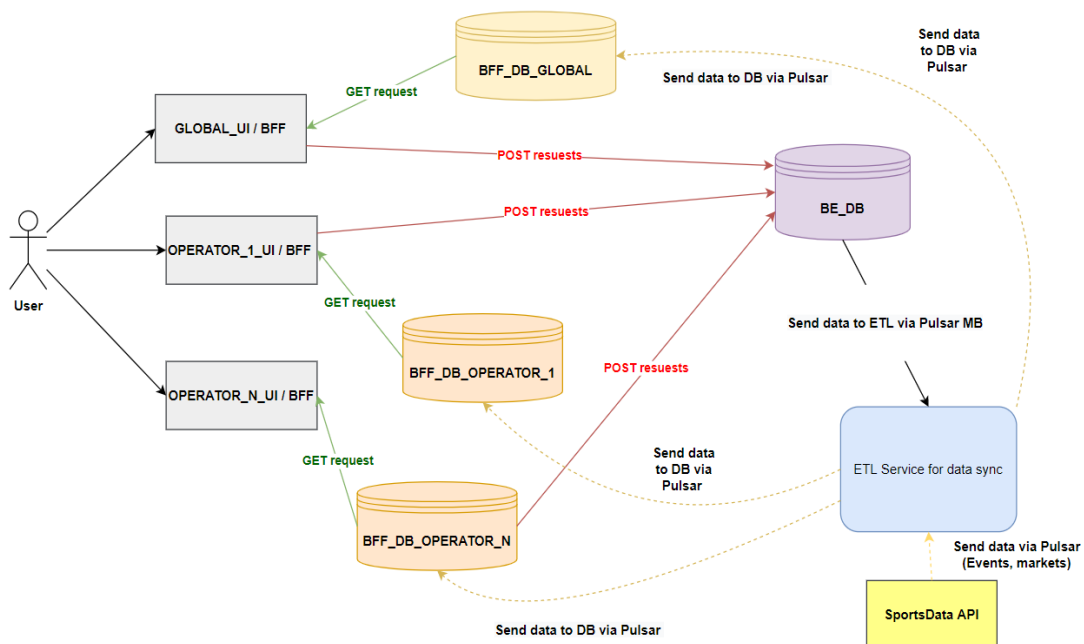 Send data
to DB via
Pulsar
BFF_DB_GLOBAL
Send data to DB via Pulsar
GET request
GLOBAL_UI / BFF
POST resuests
BE_DB
POST resuests
OPERATOR_1_UI / BFF
User
GET request
Send data to ETL via Pulsar MB
BFF_DB_OPERATOR_1
POST resuests
OPERATOR_N_UI / BFF
GET request
Send data
to DB via
Pulsar
ETL Service for data sync
BFF_DB_OPERATOR_N
Send data via Pulsar
(Events, markets)
SportsData API
Send data to DB via Pulsar